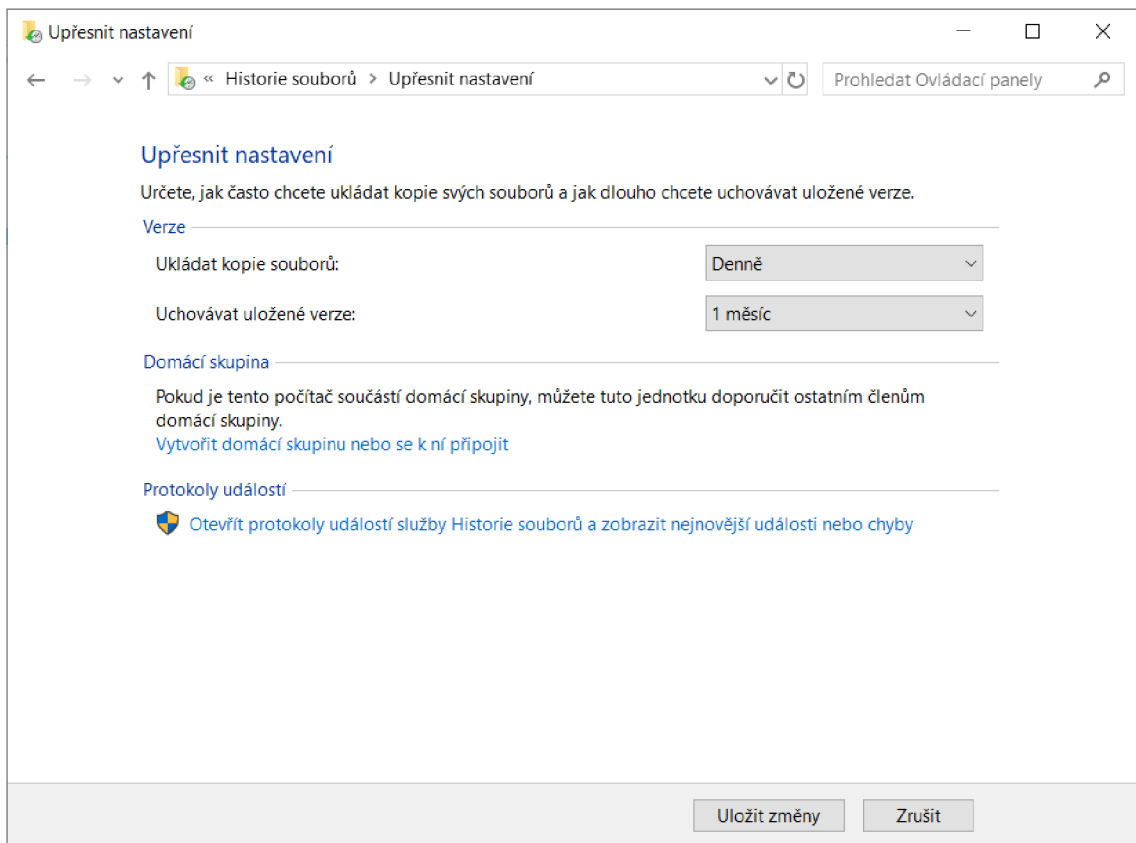 Upřesnit nastavení
« Historie souborů > Upřesnit nastavení
Prohledat Ovládací panely
Upřesnit nastavení
Určete, jak často chcete ukládat kopie svých souborů a jak dlouho chcete uchovávat uložené verze.
Verze
Ukládat kopie souborů:
Denně
Uchovávat uložené verze:
1 měsíc
Domácí skupina
Pokud je tento počítač součástí domácí skupiny, můžete tuto jednotku doporučit ostatním členům
domácí skupiny.
Vytvořit domácí skupinu nebo se k ní připojit
Protokoly událostí
Otevřít protokoly událostí služby Historie souborů a zobrazit nejnovější události nebo chyby
Uložit změny
Zrušit